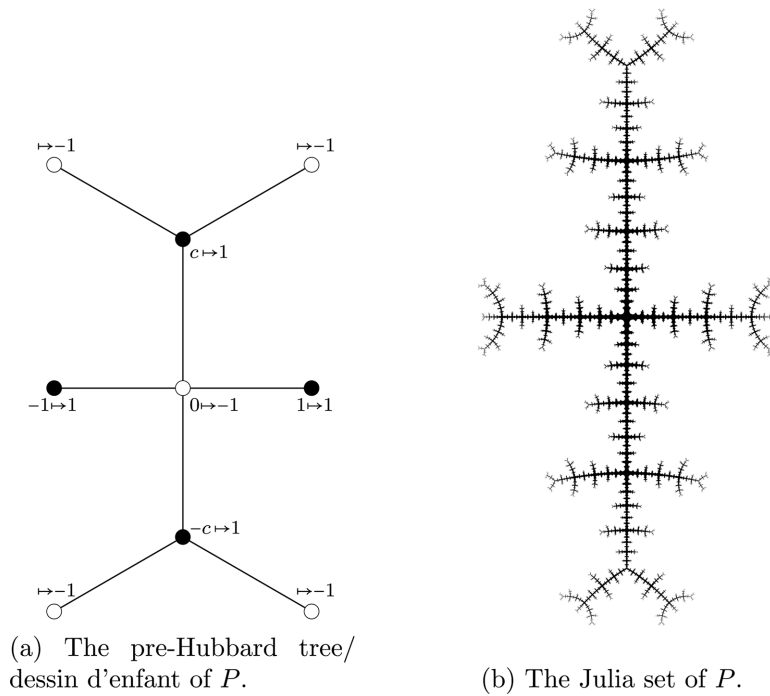 ↦−1 ↦−1
c↦1
−1↦1 0↦−1 1↦1
−c↦1
↦−1 ↦−1
(a) The pre-Hubbard tree/
dessin d'enfant of P.
(b) The Julia set of P.